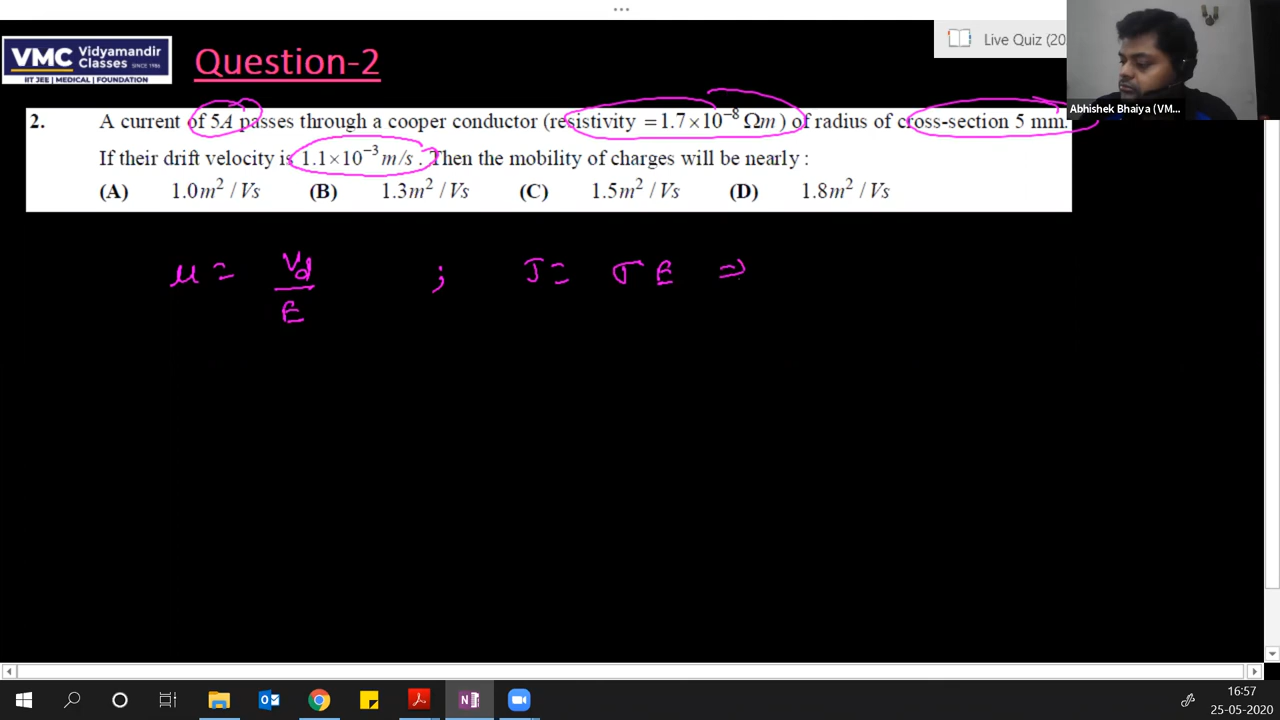 ...
Live Quiz (20
VMC Vidyamandir Classes SINCE 1986
IIT JEE | MEDICAL | FOUNDATION
Question-2
Abhishek Bhaiya (VM...
2. A current of 5A passes through a cooper conductor (resistivity = 1.7×10⁻⁸ Ωm) of radius of cross-section 5 mm.
If their drift velocity is 1.1×10⁻³ m/s. Then the mobility of charges will be nearly :
(A) 1.0m² / Vs (B) 1.3m² / Vs (C) 1.5m² / Vs (D) 1.8m² / Vs
μ = Vd / E ; J = σ E ⇒
16:57
25-05-2020